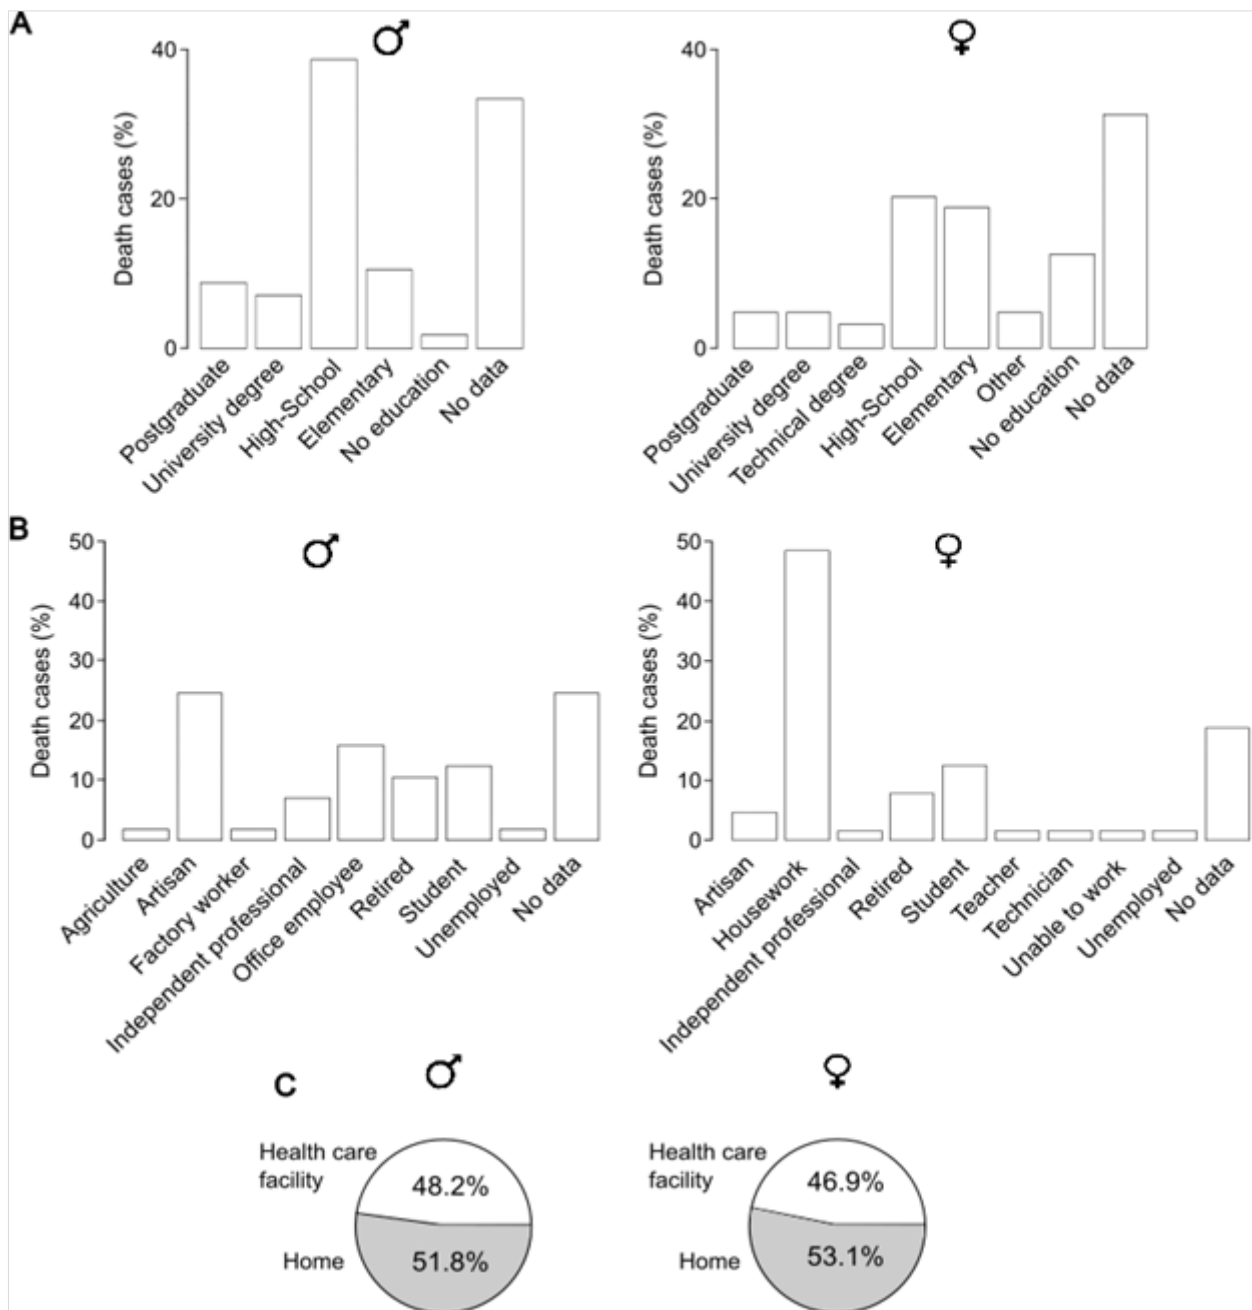 A
♂
♀
Death cases (%)
40
20
0
Postgraduate
University degree
High-School
Elementary
No education
No data
Death cases (%)
40
20
0
Postgraduate
University degree
Technical degree
High-School
Elementary
Other
No education
No data
B
♂
♀
Death cases (%)
50
40
30
20
10
0
Agriculture
Artisan
Factory worker
Independent professional
Office employee
Retired
Student
Unemployed
No data
Death cases (%)
50
40
30
20
10
0
Artisan
Housework
Independent professional
Retired
Student
Teacher
Technician
Unable to work
Unemployed
No data
C
♂
♀
Health care
facility
48.2%
Home
51.8%
Health care
facility
46.9%
Home
53.1%